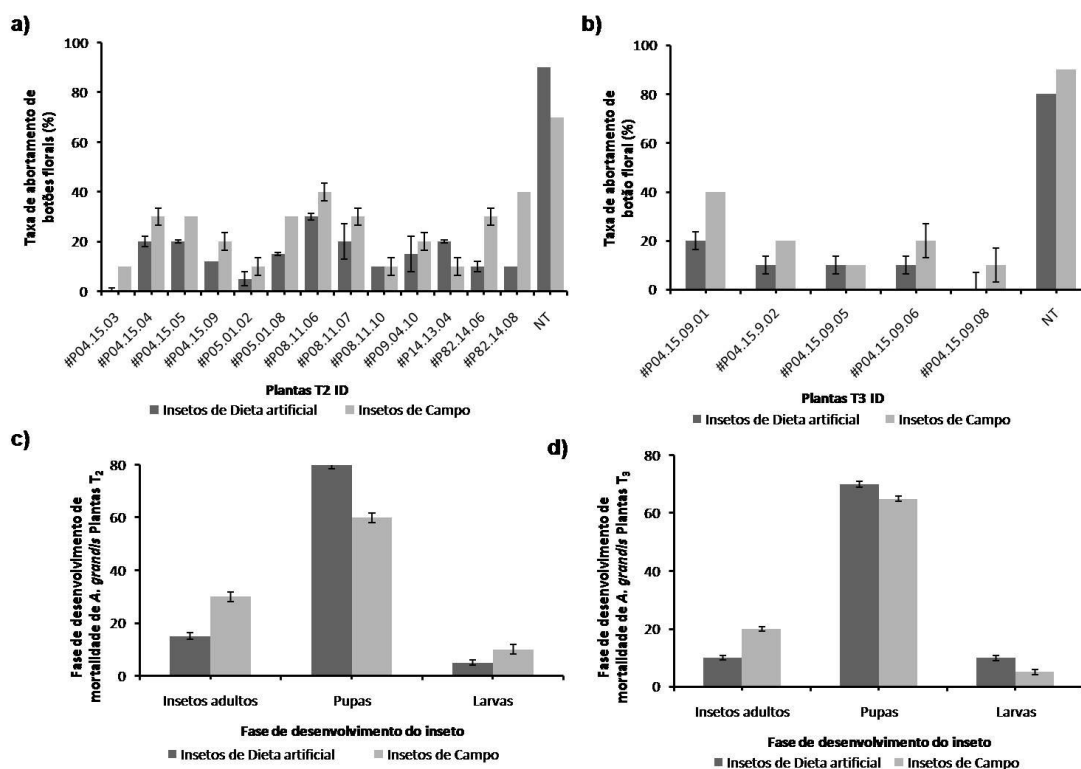 a)
Taxa de abortamento de
botões florais (%)
100
80
60
40
20
0
#P04.15.03
#P04.15.04
#P04.15.05
#P04.15.09
#P05.01.02
#P05.01.08
#P08.11.06
#P08.11.07
#P08.11.10
#P09.04.10
#P14.13.04
#P82.14.06
#P82.14.08
NT
Plantas T2 ID
Insetos de Dieta artificial
Insetos de Campo
b)
Taxa de abortamento de
botão floral (%)
100
80
60
40
20
0
#P04.15.09.01
#P04.15.9.02
#P04.15.09.05
#P04.15.09.06
#P04.15.09.08
NT
Plantas T3 ID
Insetos de Dieta artificial
Insetos de Campo
c)
Fase de desenvolvimento de
mortalidade de A. grandis Plantas T2
80
60
40
20
0
Insetos adultos
Pupas
Larvas
Fase de desenvolvimento do inseto
Insetos de Dieta artificial
Insetos de Campo
d)
Fase de desenvolvimento de
mortalidade de A. grandis Plantas T3
80
60
40
20
0
Insetos adultos
Pupas
Larvas
Fase de desenvolvimento do inseto
Insetos de Dieta artificial
Insetos de Campo